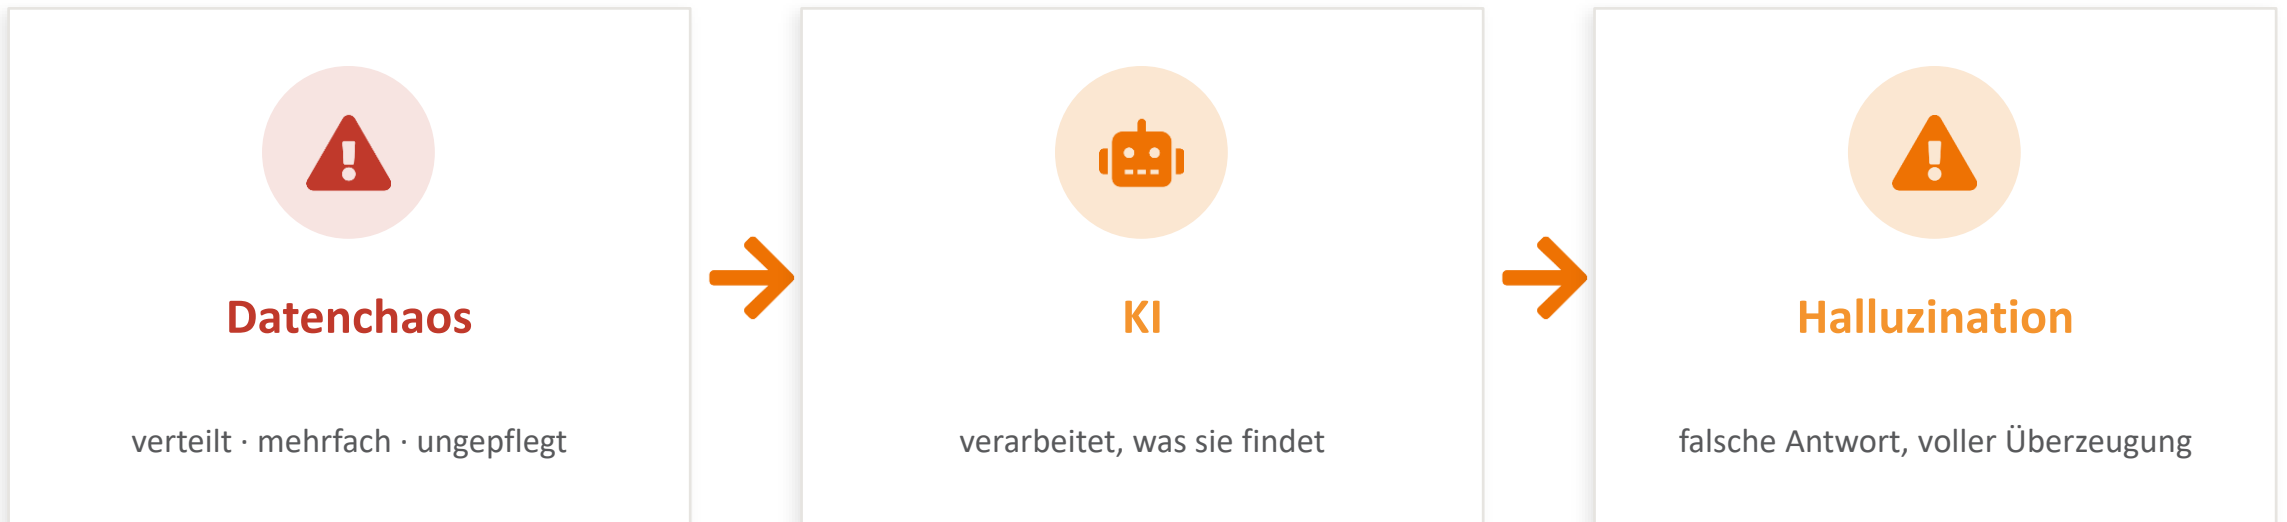 Datenchaos
verteilt · mehrfach · ungepflegt
KI
verarbeitet, was sie findet
Halluzination
falsche Antwort, voller Überzeugung